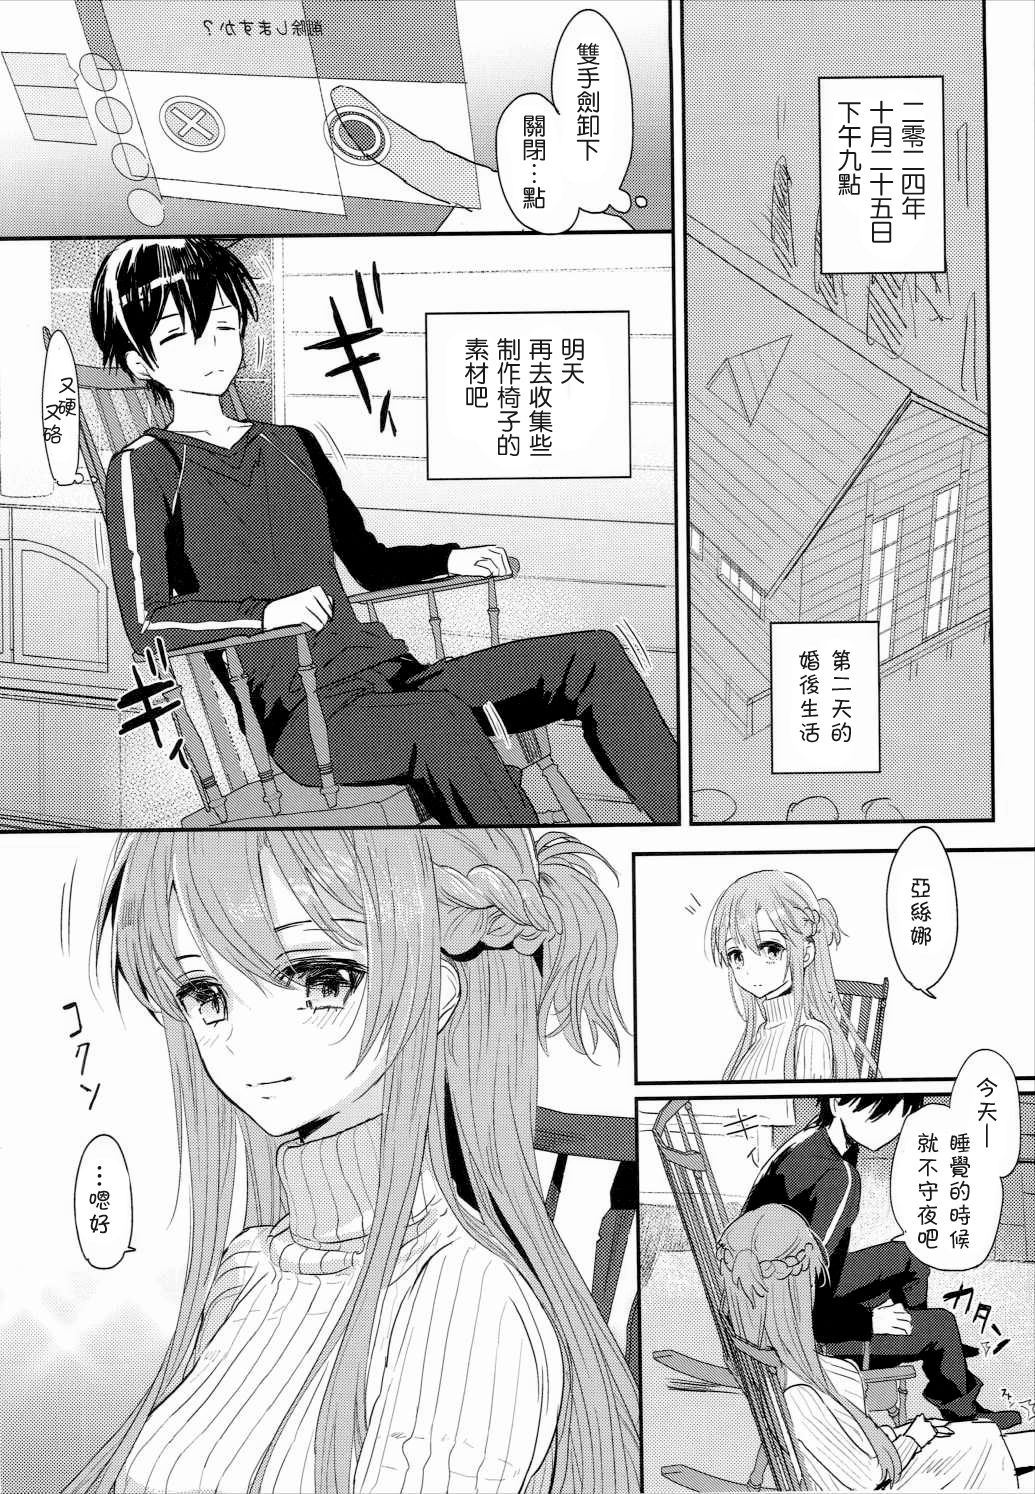 二零二四年
十月二十五日
下午九點
第二天的
婚後生活
雙手劍卸下
關閉…點
削除しますか?
明天
再去收集些
制作椅子的
素材吧
ギギ
又硬
又硌
ギギィ
亞絲娜
今天─
睡覺的時候
就不守夜吧
カタン
コクン
…嗯好